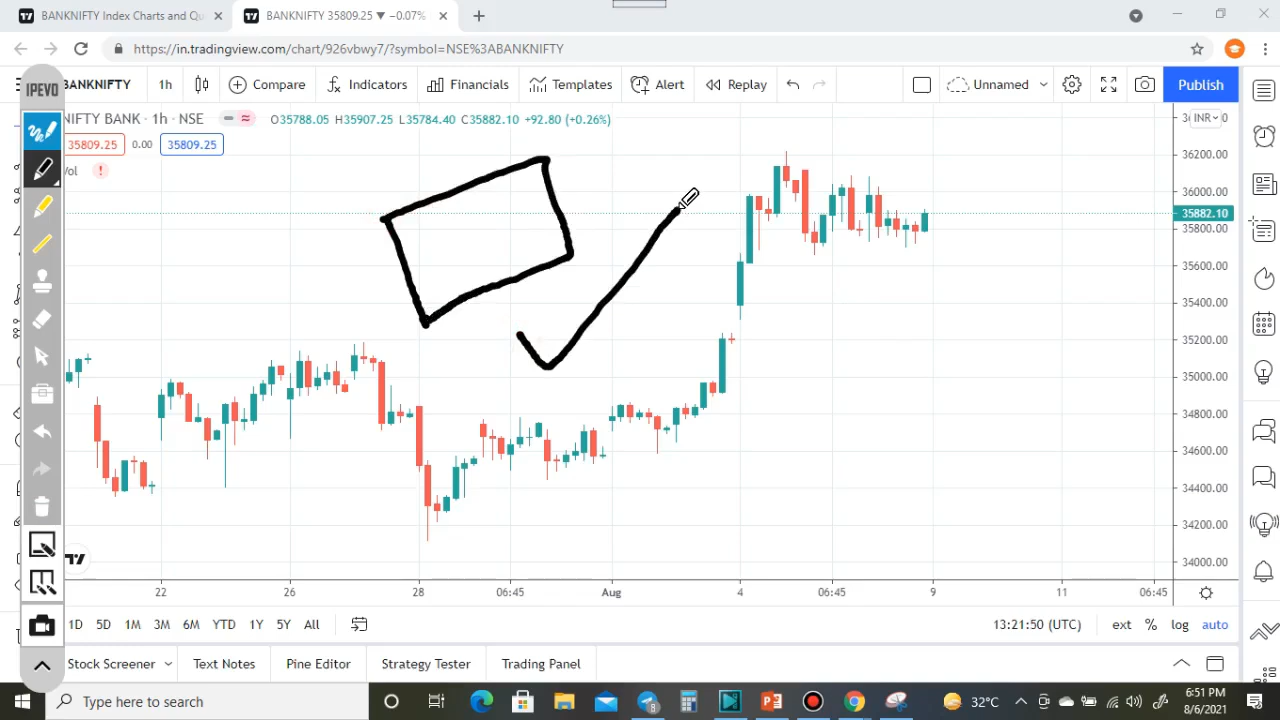 BANKNIFTY Index Charts and Qu
BANKNIFTY 35809.25 ▼ −0.07%
https://in.tradingview.com/chart/926vbwy7/?symbol=NSE%3ABANKNIFTY
IPEVO
BANKNIFTY 1h Compare Indicators Financials Templates Alert Replay Unnamed Publish
NIFTY BANK · 1h · NSE O35788.05 H35907.25 L35784.40 C35882.10 +92.80 (+0.26%)
INR
35809.25 0.00 35809.25
Vol
36200.00
36000.00
35882.10
35800.00
35600.00
35400.00
35200.00
35000.00
34800.00
34600.00
34400.00
34200.00
34000.00
22 26 28 06:45 Aug 4 06:45 9 11 06:45
1D 5D 1M 3M 6M YTD 1Y 5Y All 13:21:50 (UTC) ext % log auto
Stock Screener Text Notes Pine Editor Strategy Tester Trading Panel
Type here to search 32°C 6:51 PM
8/6/2021